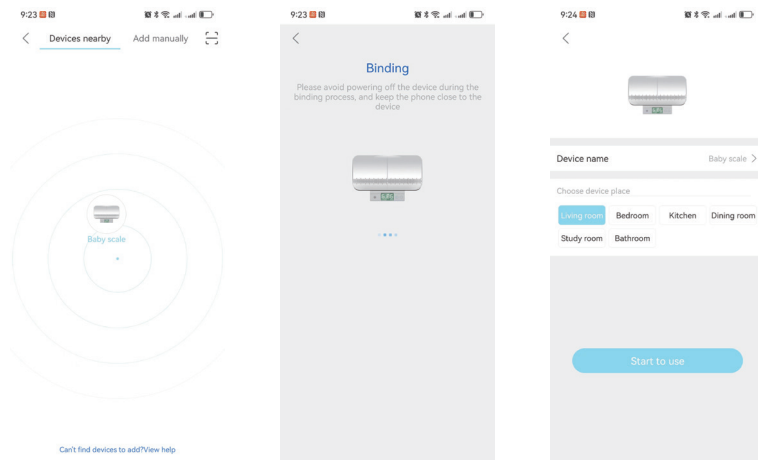 9:23
Devices nearby
Add manually
Baby scale
Can't find devices to add?View help
9:23
Binding
Please avoid powering off the device during the
binding process, and keep the phone close to the
device
9:24
Device name
Baby scale
Choose device place
Living room Bedroom Kitchen Dining room
Study room Bathroom
Start to use